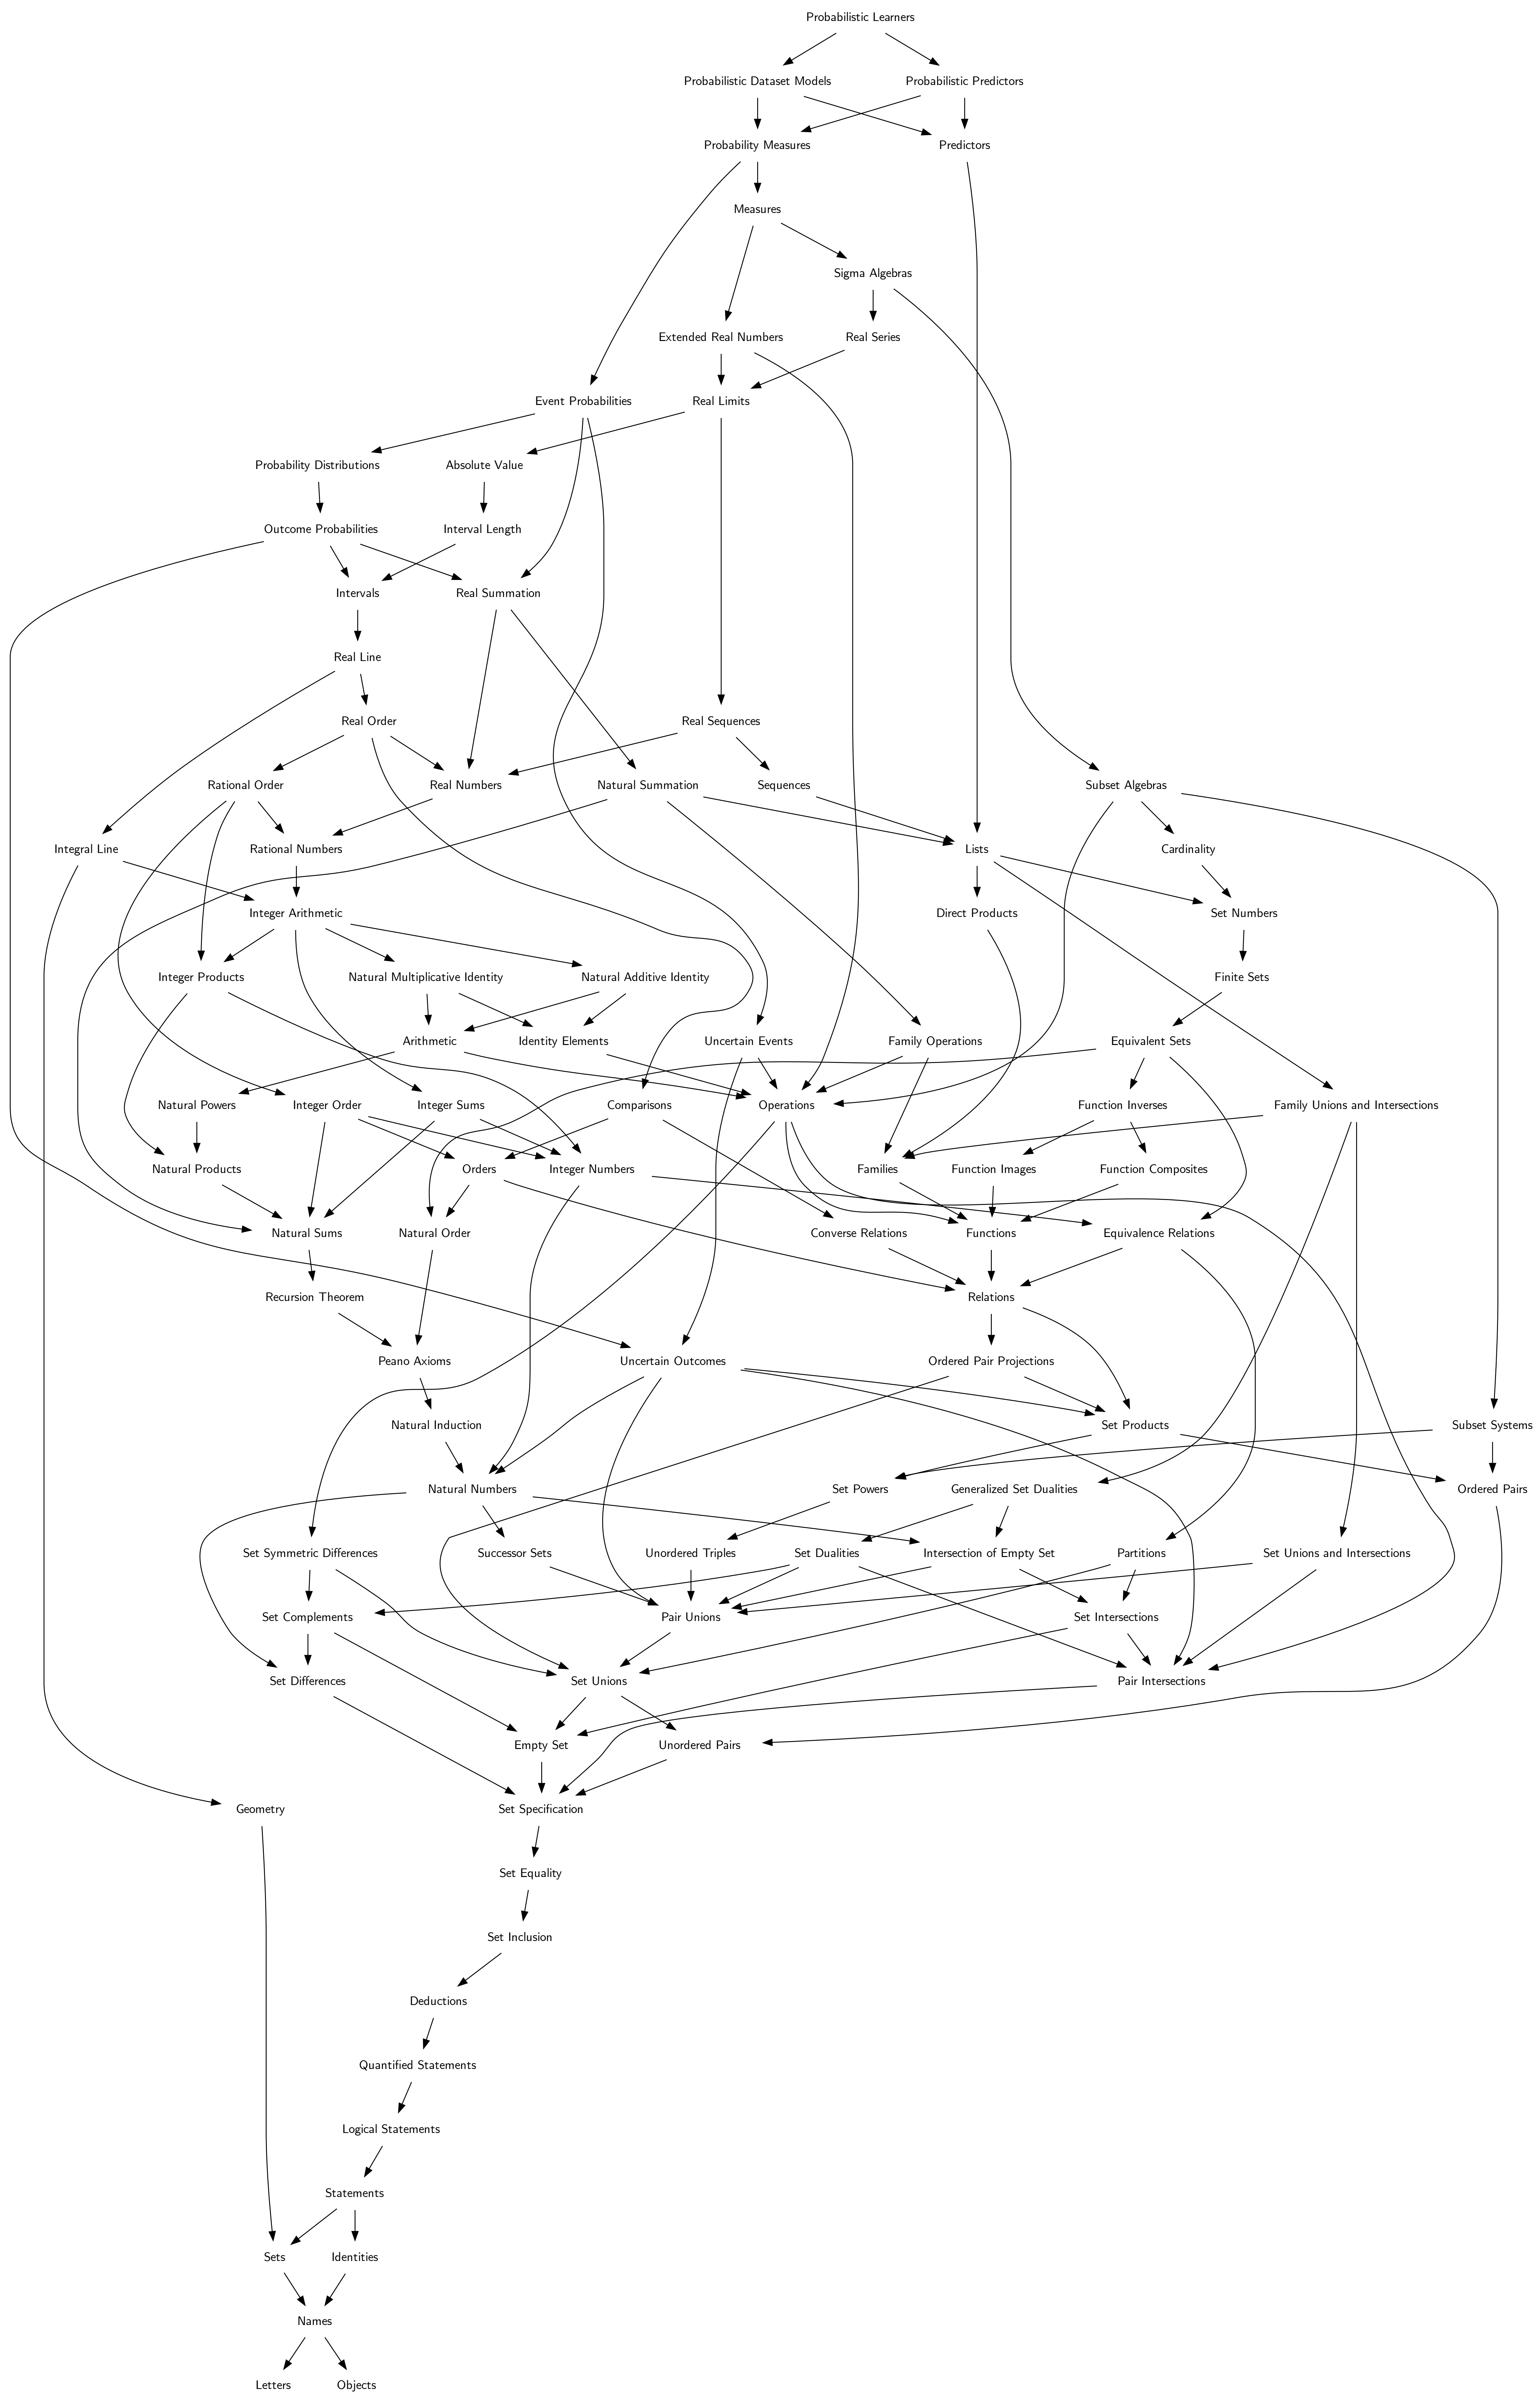 Probabilistic Learners
Probabilistic Dataset Models
Probabilistic Predictors
Probability Measures
Predictors
Measures
Sigma Algebras
Extended Real Numbers
Real Series
Event Probabilities
Real Limits
Probability Distributions
Absolute Value
Outcome Probabilities
Interval Length
Intervals
Real Summation
Real Line
Real Order
Real Sequences
Rational Order
Real Numbers
Natural Summation
Sequences
Subset Algebras
Integral Line
Rational Numbers
Lists
Cardinality
Integer Arithmetic
Direct Products
Set Numbers
Integer Products
Natural Multiplicative Identity
Natural Additive Identity
Finite Sets
Arithmetic
Identity Elements
Uncertain Events
Family Operations
Equivalent Sets
Natural Powers
Integer Order
Integer Sums
Comparisons
Operations
Function Inverses
Family Unions and Intersections
Natural Products
Orders
Integer Numbers
Families
Function Images
Function Composites
Natural Sums
Natural Order
Converse Relations
Functions
Equivalence Relations
Recursion Theorem
Relations
Peano Axioms
Uncertain Outcomes
Ordered Pair Projections
Natural Induction
Set Products
Subset Systems
Natural Numbers
Set Powers
Generalized Set Dualities
Ordered Pairs
Set Symmetric Differences
Successor Sets
Unordered Triples
Set Dualities
Intersection of Empty Set
Partitions
Set Unions and Intersections
Set Complements
Pair Unions
Set Intersections
Set Differences
Set Unions
Pair Intersections
Empty Set
Unordered Pairs
Geometry
Set Specification
Set Equality
Set Inclusion
Deductions
Quantified Statements
Logical Statements
Statements
Sets
Identities
Names
Letters
Objects